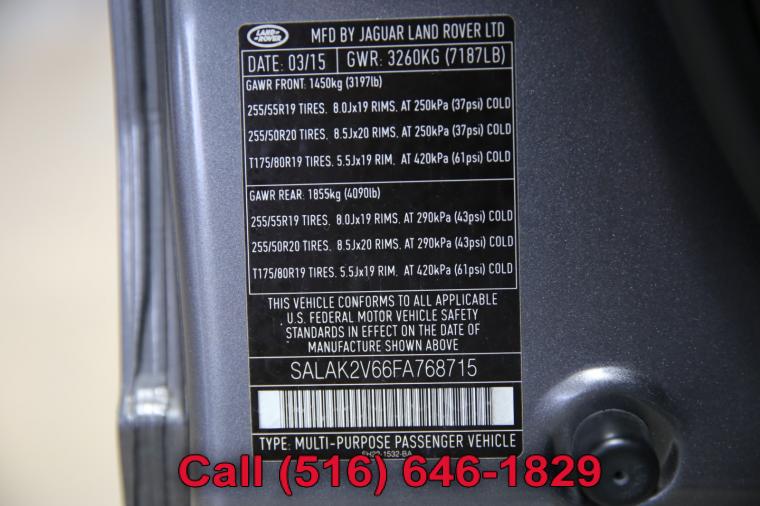 LAND
ROVER
MFD BY JAGUAR LAND ROVER LTD
DATE: 03/15 GWR: 3260KG (7187LB)
GAWR FRONT: 1450kg (3197lb)
255/55R19 TIRES. 8.0Jx19 RIMS. AT 250kPa (37psi) COLD
255/50R20 TIRES. 8.5Jx20 RIMS. AT 250kPa (37psi) COLD
T175/80R19 TIRES. 5.5Jx19 RIM. AT 420kPa (61psi) COLD
GAWR REAR: 1855kg (4090lb)
255/55R19 TIRES. 8.0Jx19 RIMS. AT 290kPa (43psi) COLD
255/50R20 TIRES. 8.5Jx20 RIMS. AT 290kPa (43psi) COLD
T175/80R19 TIRES. 5.5Jx19 RIM. AT 420kPa (61psi) COLD
THIS VEHICLE CONFORMS TO ALL APPLICABLE
U.S. FEDERAL MOTOR VEHICLE SAFETY
STANDARDS IN EFFECT ON THE DATE OF
MANUFACTURE SHOWN ABOVE
SALAK2V66FA768715
TYPE: MULTI-PURPOSE PASSENGER VEHICLE
Call (516) 646-1829